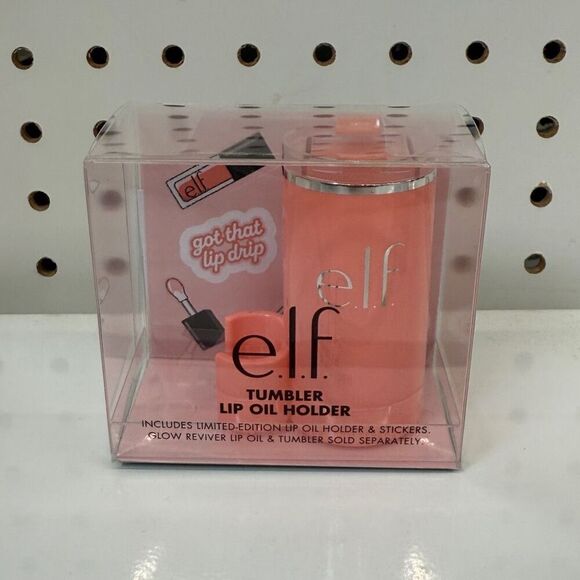 elf
got that
lip drip
e.l.f.
e.l.f.
TUMBLER
LIP OIL HOLDER
INCLUDES LIMITED-EDITION LIP OIL HOLDER & STICKERS.
GLOW REVIVER LIP OIL & TUMBLER SOLD SEPARATELY.